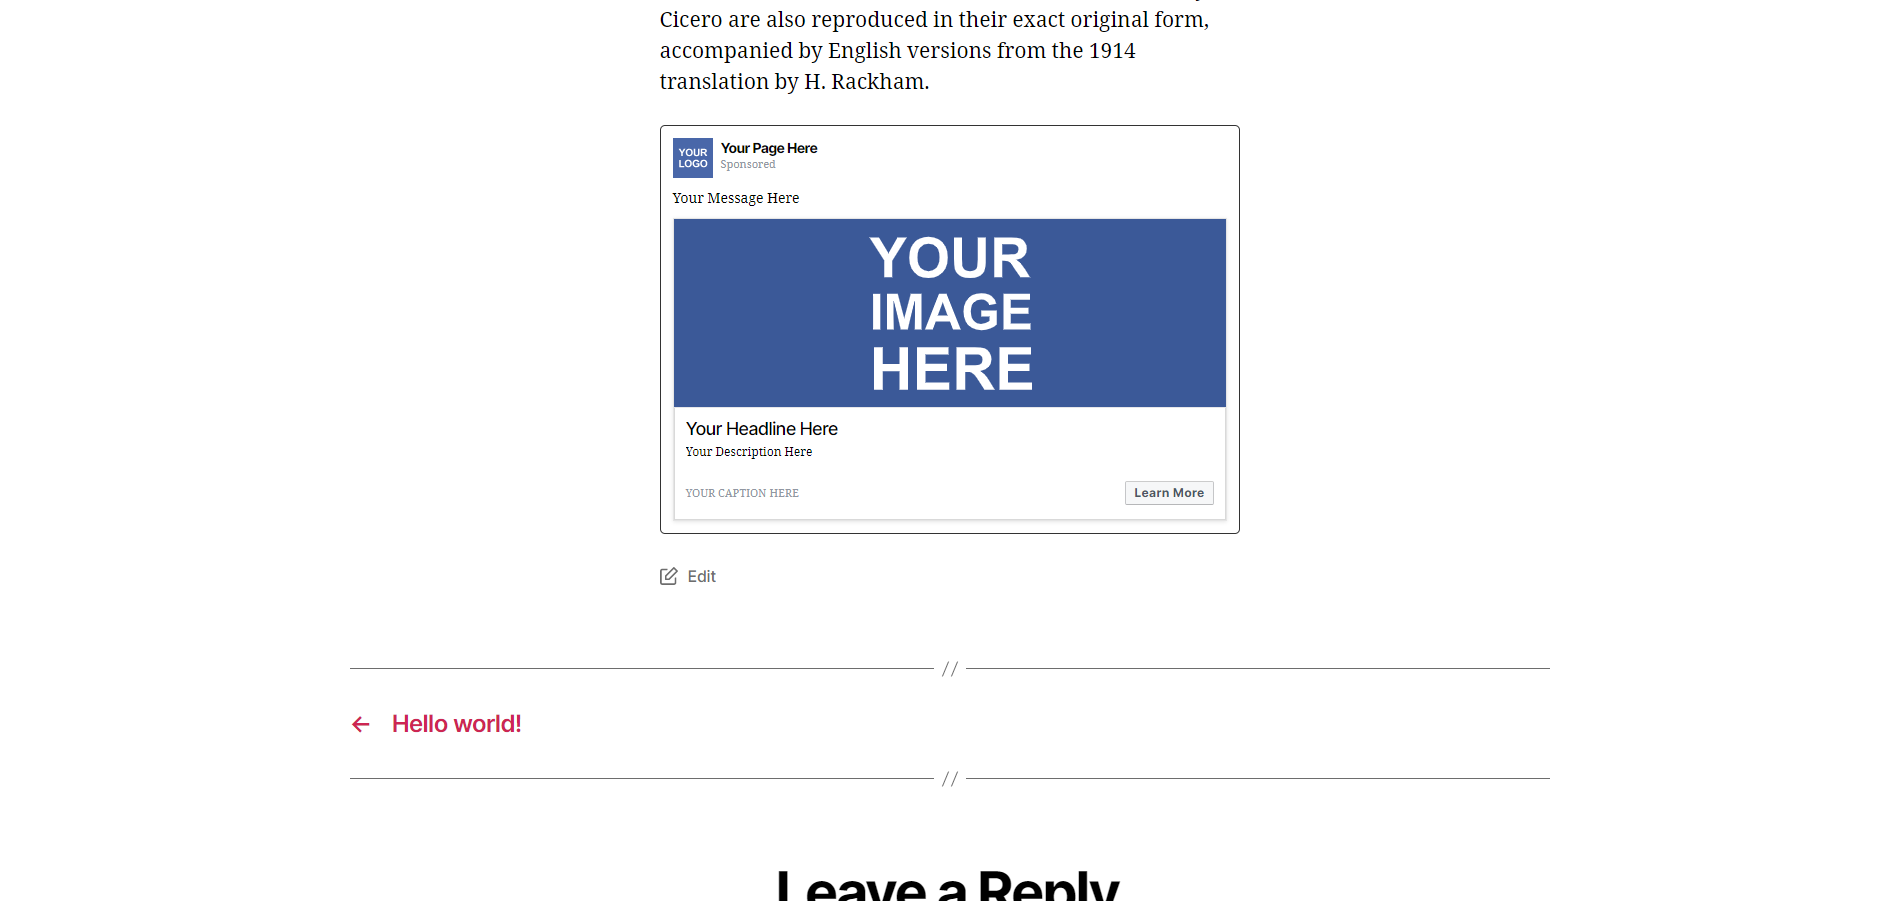 Cicero are also reproduced in their exact original form,
accompanied by English versions from the 1914
translation by H. Rackham.
YOUR
LOGO
Your Page Here
Sponsored
Your Message Here
YOUR
IMAGE
HERE
Your Headline Here
Your Description Here
YOUR CAPTION HERE
Learn More
Edit
//
← Hello world!
//
Leave a Reply